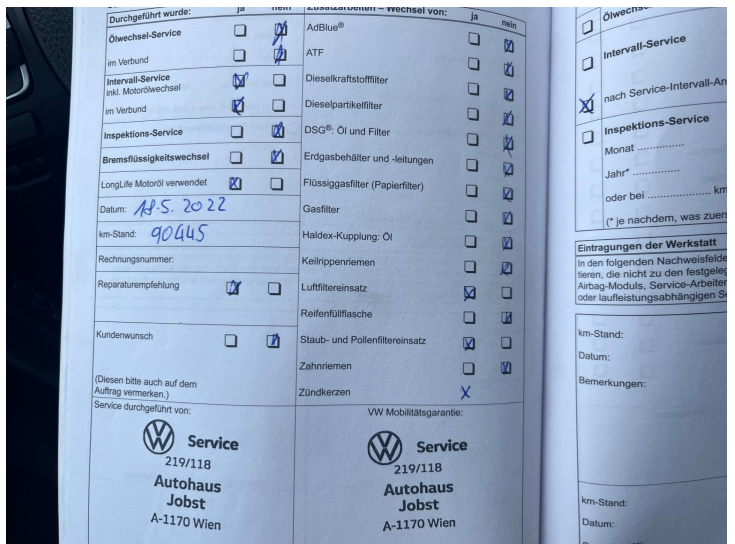 Durchgeführt wurde: ja nein
Ölwechsel-Service
im Verbund
Intervall-Service
inkl. Motorölwechsel
im Verbund
Inspektions-Service
Bremsflüssigkeitswechsel
LongLife Motoröl verwendet
Datum: 18.5.2022
km-Stand: 90445
Rechnungsnummer:
Reparaturempfehlung
Kundenwunsch
(Diesen bitte auch auf dem
Auftrag vermerken.)
Service durchgeführt von:
Service
219/118
Autohaus
Jobst
A-1170 Wien
Zusatzarbeiten – Wechsel von: ja nein
AdBlue®
ATF
Dieselkraftstofffilter
Dieselpartikelfilter
DSG®: Öl und Filter
Erdgasbehälter und -leitungen
Flüssiggasfilter (Papierfilter)
Gasfilter
Haldex-Kupplung: Öl
Keilrippenriemen
Luftfiltereinsatz
Reifenfüllflasche
Staub- und Pollenfiltereinsatz
Zahnriemen
Zündkerzen X
VW Mobilitätsgarantie:
Service
219/118
Autohaus
Jobst
A-1170 Wien
Intervall-Service
nach Service-Intervall-An
Inspektions-Service
Monat ...............
Jahr* ...............
oder bei ............... km
(* je nachdem, was zuers
Eintragungen der Werkstatt
In den folgenden Nachweisfelde
tieren, die nicht zu den festgeleg
Airbag-Moduls, Service-Arbeiter
oder laufleistungsabhängigen Se
km-Stand:
Datum:
Bemerkungen:
km-Stand:
Datum: